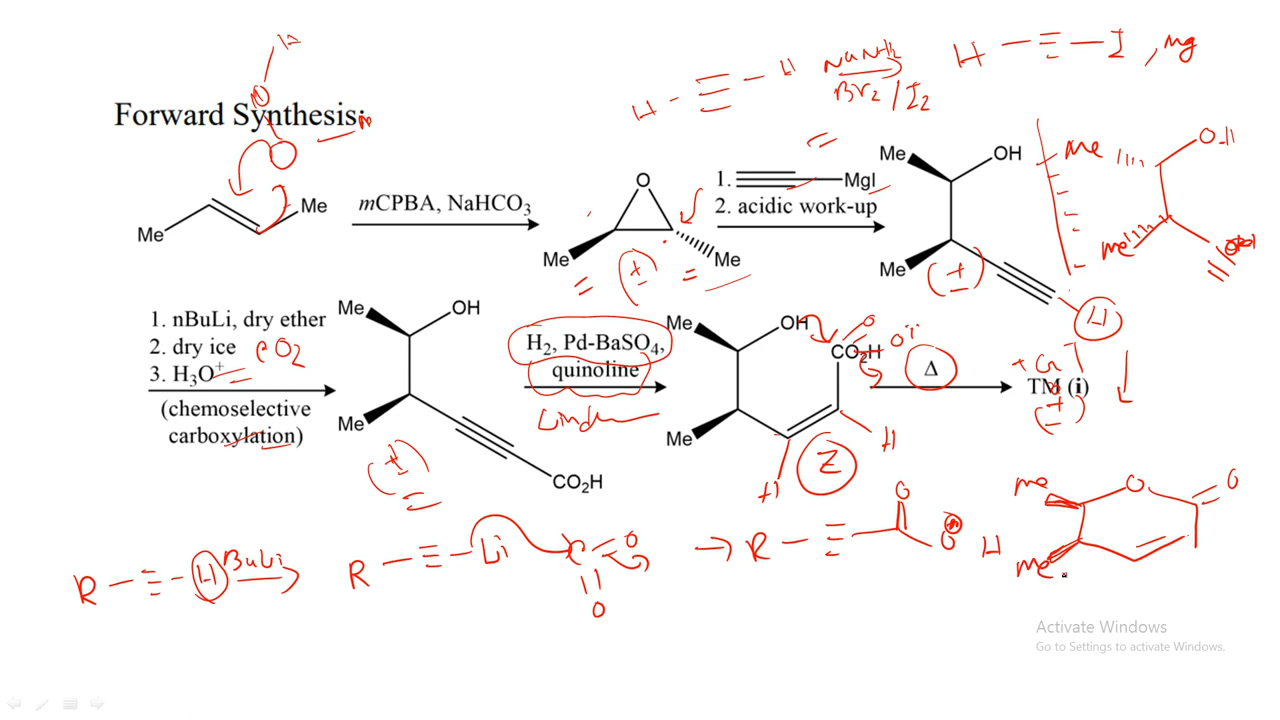 Forward Synthesis:
H - ≡ - H NaNH2 Br2 / I2 H - ≡ - I , Mg
Me Me
mCPBA, NaHCO3
O
Me Me
(±)
1. MgI
2. acidic work-up
Me OH
Me
(±)
H
Me O-H
Me
1. nBuLi, dry ether
2. dry ice CO2
3. H3O+
(chemoselective
carboxylation)
Me OH
Me
CO2H
(±)
H2, Pd-BaSO4,
quinoline
Me OH
CO2H
Me
H H
Z
Δ
TM (i)
(±)
R - ≡ - H BuLi
R - ≡ - Li C O O
R - ≡ O O H
Me O O
Me
Activate Windows
Go to Settings to activate Windows.